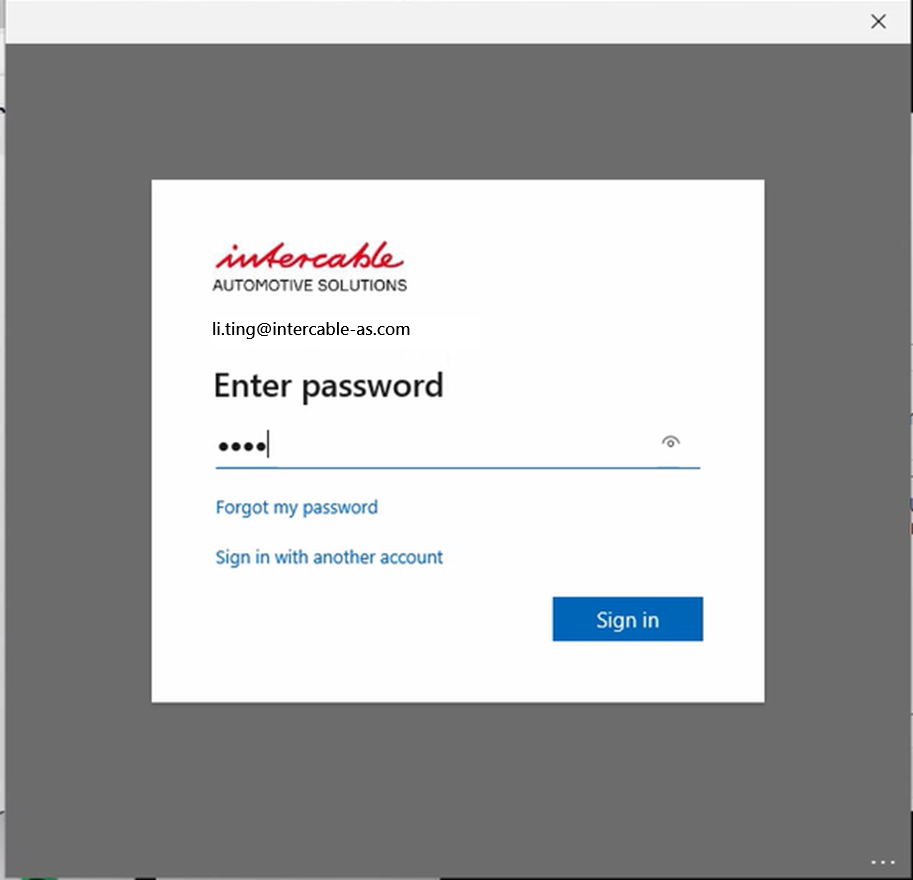 intercable
AUTOMOTIVE SOLUTIONS
li.ting@intercable-as.com
Enter password
••••
Forgot my password
Sign in with another account
Sign in